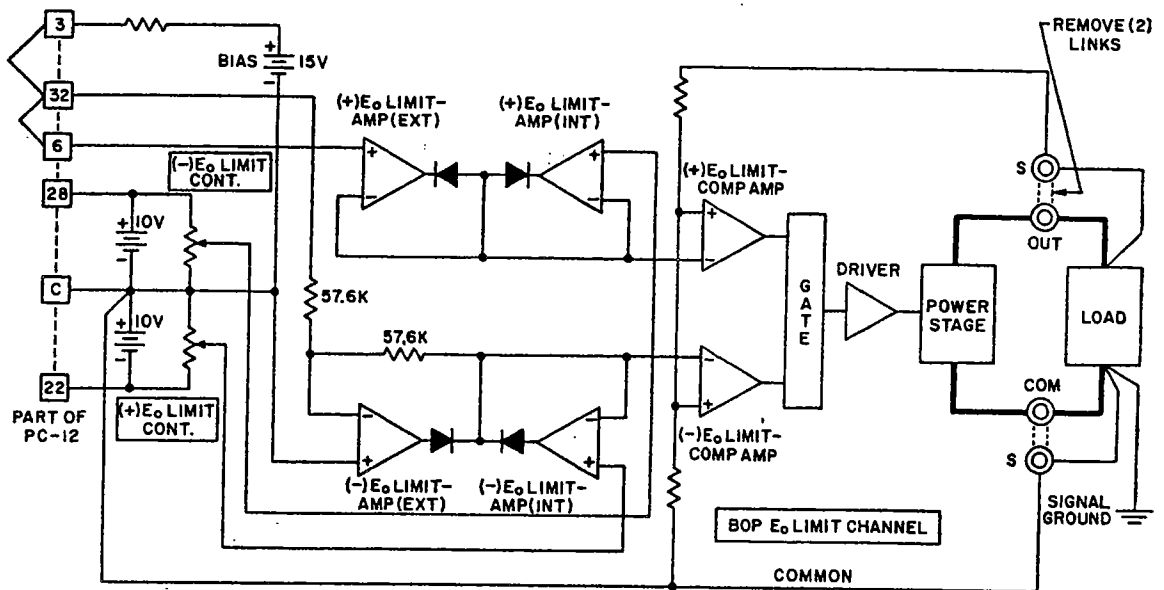 3
32
6
28
C
22
PART OF
PC-12
+
BIAS
15V
-
(-)E₀ LIMIT
CONT.
+
10V
-
+
10V
-
(+)E₀ LIMIT
CONT.
(+)E₀ LIMIT-
AMP(EXT)
+
-
(+)E₀ LIMIT-
AMP(INT)
+
-
57.6K
57.6K
-
+
(-)E₀ LIMIT-
AMP(EXT)
-
+
(-)E₀ LIMIT-
AMP(INT)
(+)E₀ LIMIT-
COMP AMP
+
-
-
+
(-)E₀ LIMIT-
COMP AMP
GATE
DRIVER
POWER
STAGE
REMOVE (2)
LINKS
S
OUT
LOAD
COM
S
SIGNAL
GROUND
BOP E₀ LIMIT CHANNEL
COMMON